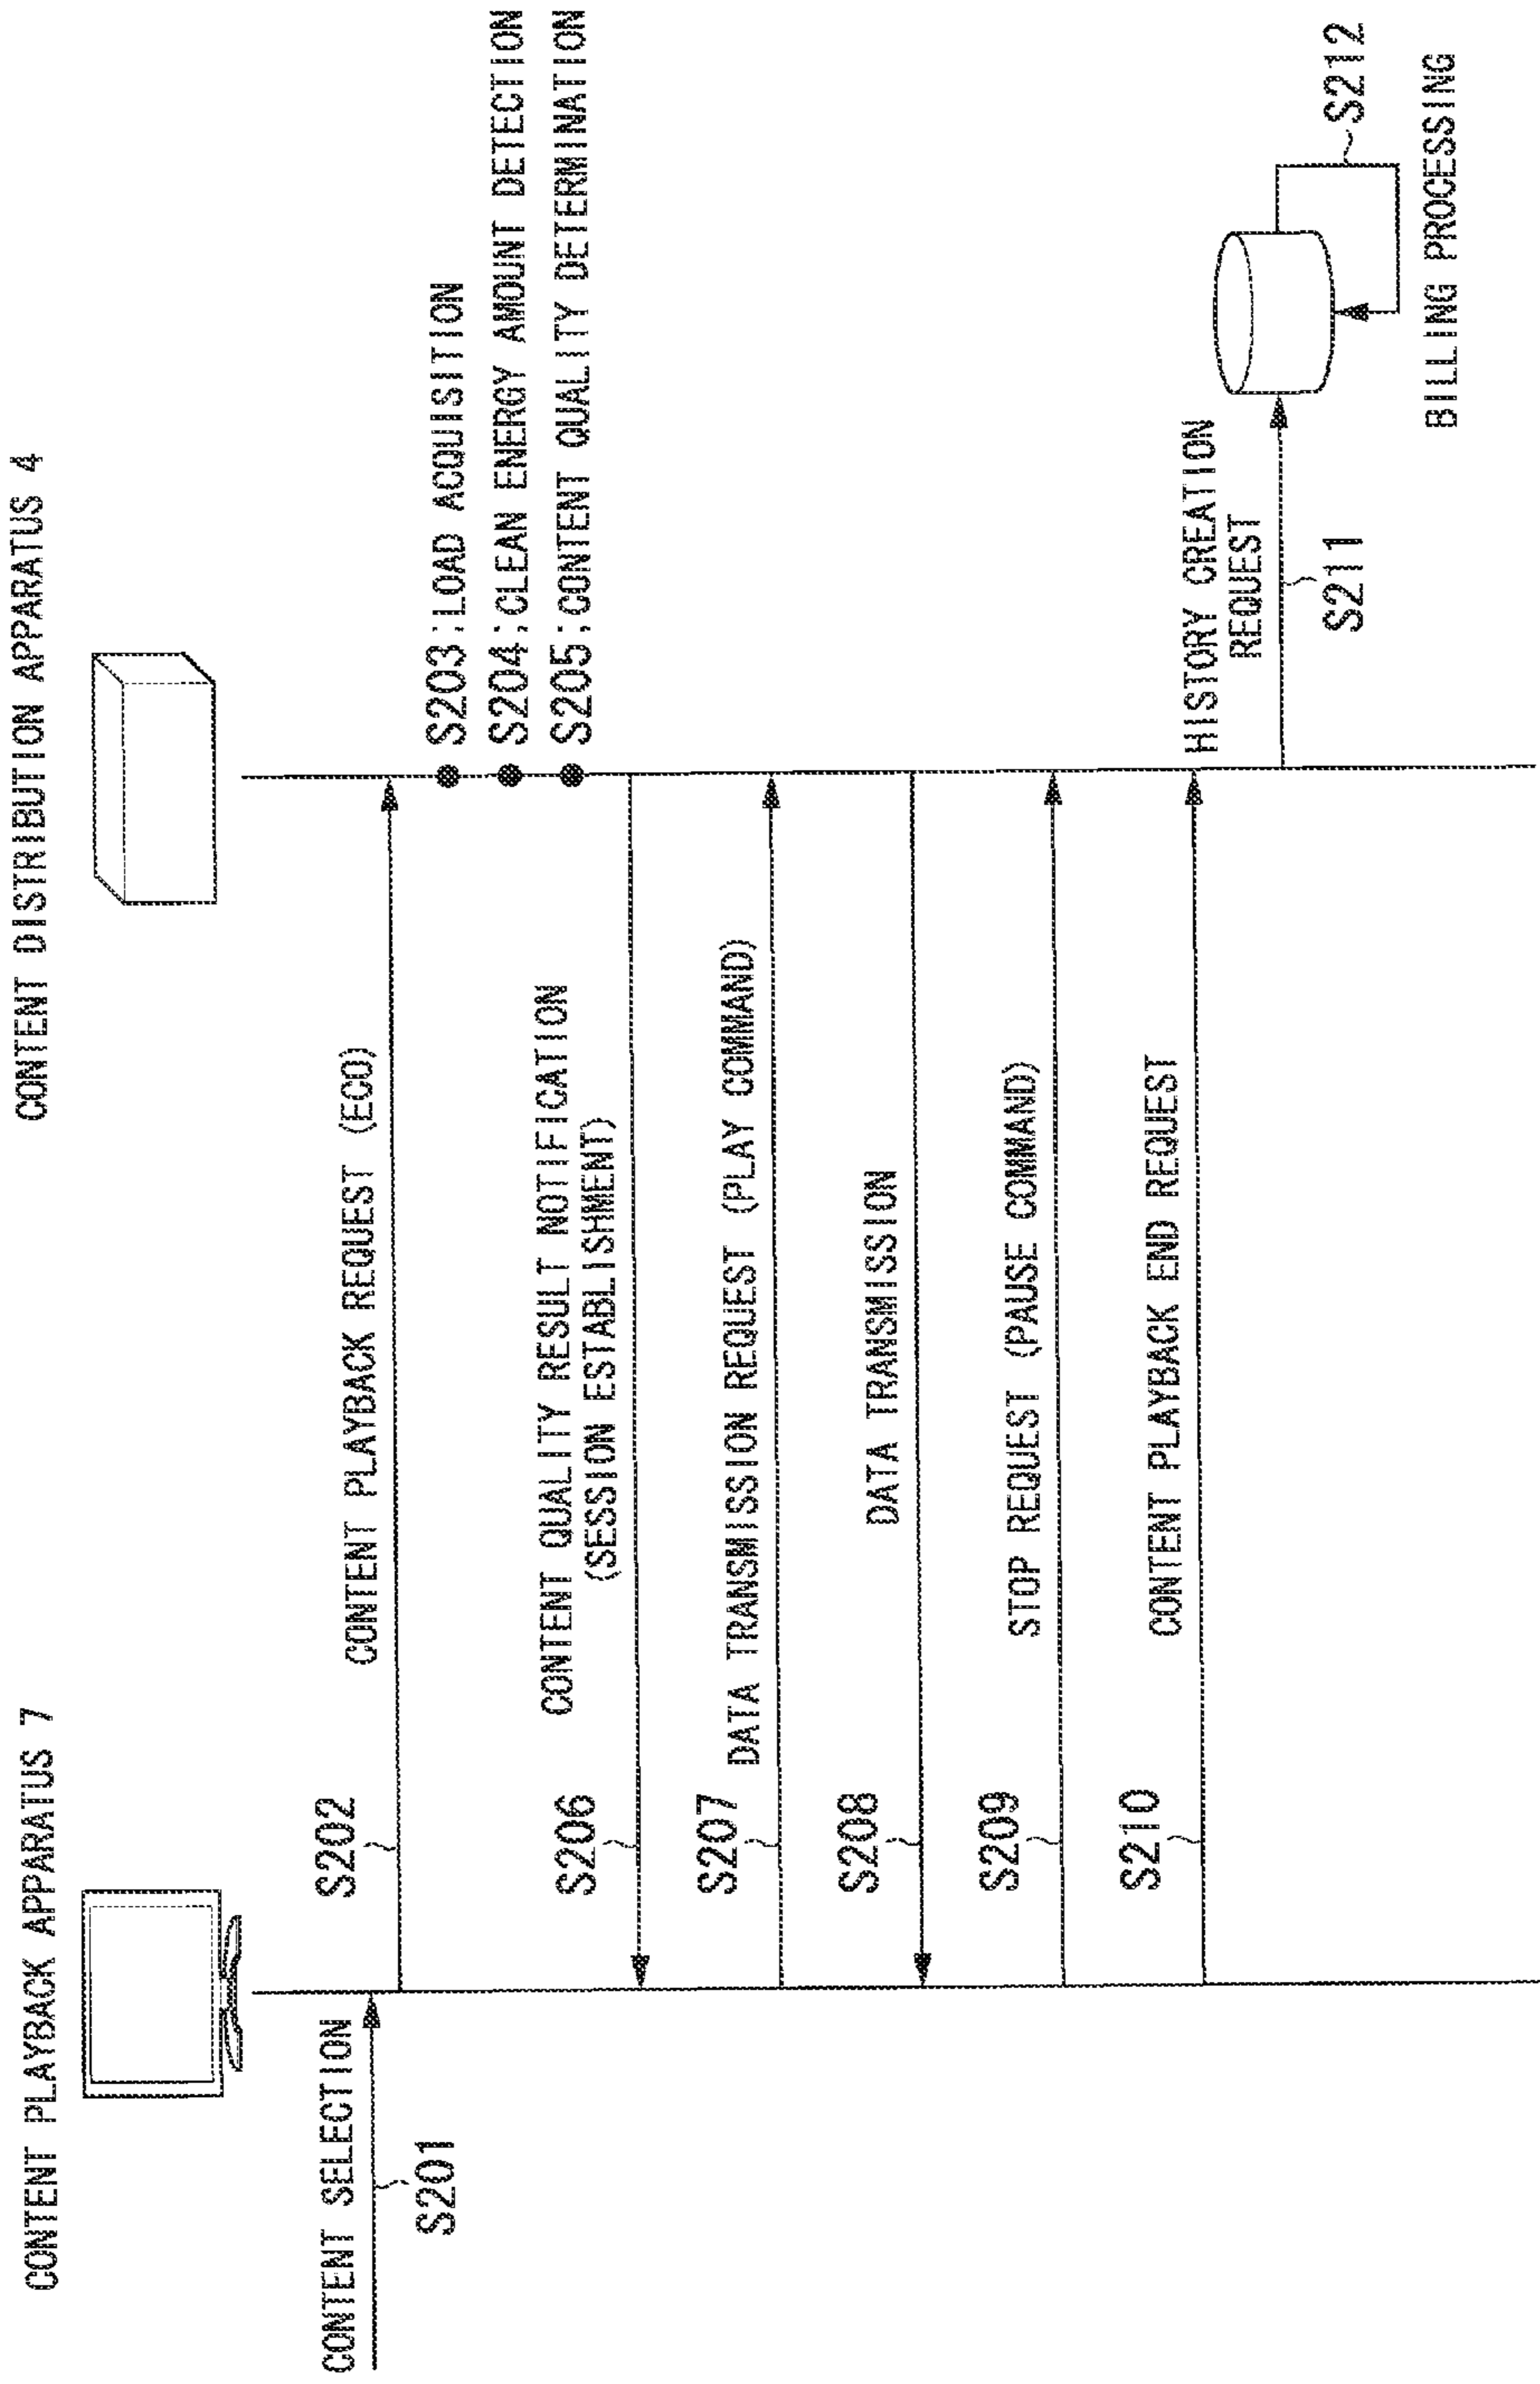 CONTENT PLAYBACK APPARATUS 7
CONTENT DISTRIBUTION APPARATUS 4
CONTENT SELECTION
S201
S202
CONTENT PLAYBACK REQUEST (ECO)
S203;LOAD ACQUISITION
S204;CLEAN ENERGY AMOUNT DETECTION
S205;CONTENT QUALITY DETERMINATION
S206
CONTENT QUALITY RESULT NOTIFICATION
(SESSION ESTABLISHMENT)
S207
DATA TRANSMISSION REQUEST (PLAY COMMAND)
S208
DATA TRANSMISSION
S209
STOP REQUEST (PAUSE COMMAND)
S210
CONTENT PLAYBACK END REQUEST
HISTORY CREATION
REQUEST
S211
S212
BILLING PROCESSING